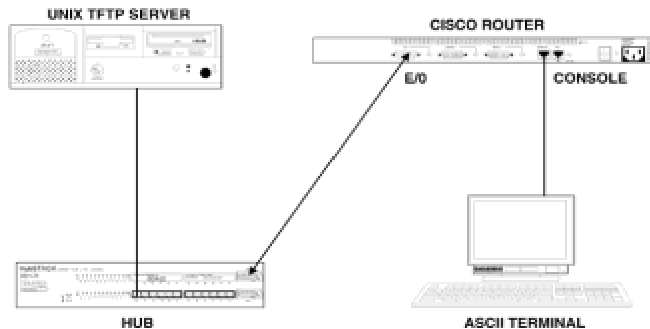 UNIX TFTP SERVER
CISCO ROUTER
E/0
CONSOLE
HUB
ASCII TERMINAL